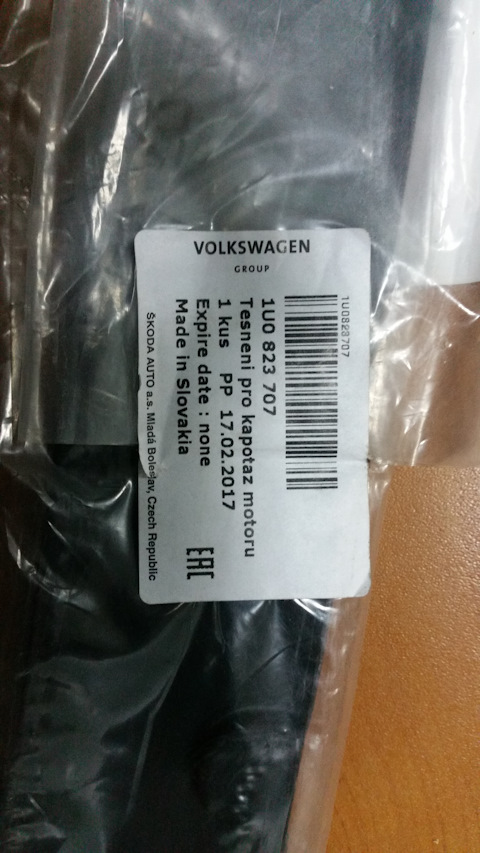 VOLKSWAGEN
GROUP
1U0823707
1U0 823 707
Tesneni pro kapotaz motoru
1 kus PP 17.02.2017
Expire date : none
Made in Slovakia
EAC
ŠKODA AUTO a.s. Mladá Boleslav, Czech Republic